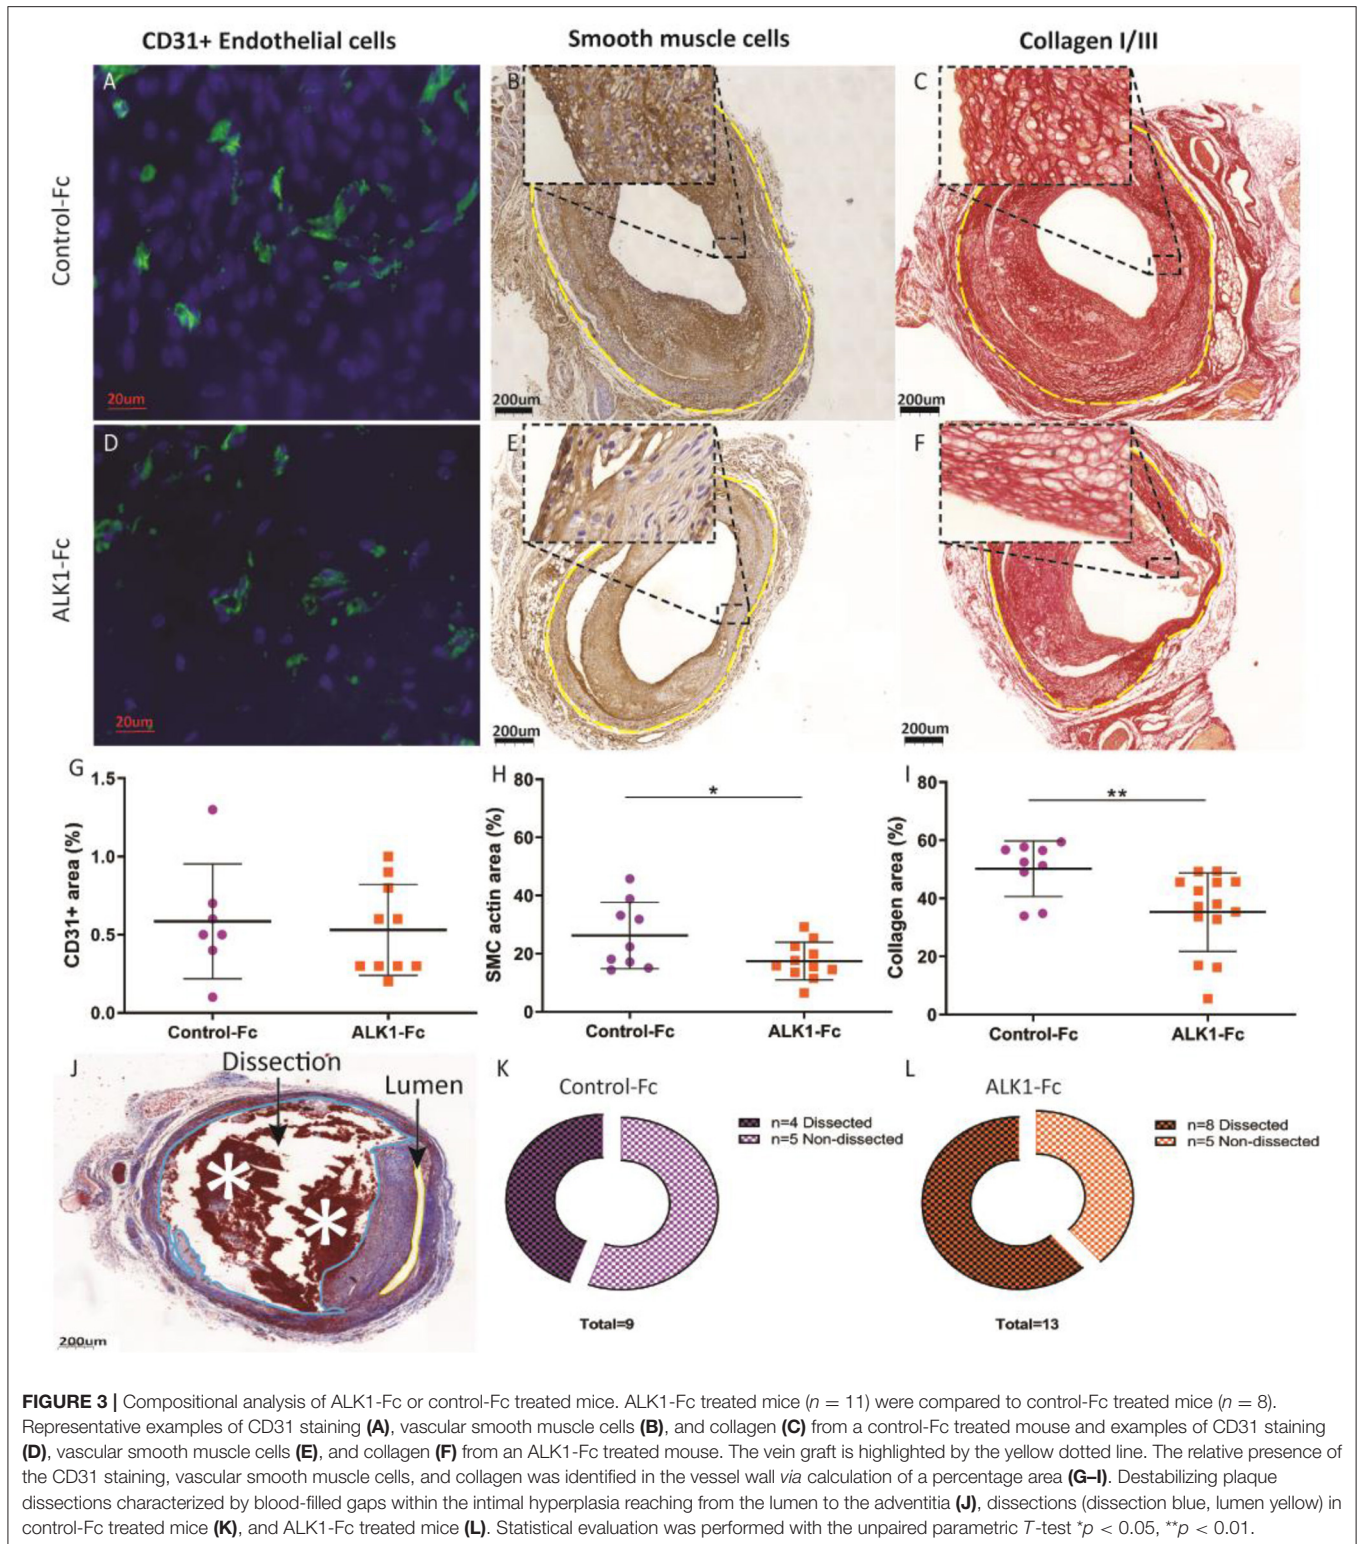 CD31+ Endothelial cells
Smooth muscle cells
Collagen I/III
Control-Fc
A
20um
B
200um
C
200um
ALK1-Fc
D
20um
E
200um
F
200um
G
CD31+ area (%)
1.5
1.0
0.5
0.0
Control-Fc
ALK1-Fc
H
SMC actin area (%)
80
60
40
20
0
*
Control-Fc
ALK1-Fc
I
Collagen area (%)
80
60
40
20
0
**
Control-Fc
ALK1-Fc
J
Dissection
Lumen
* *
200um
K
Control-Fc
n=4 Dissected
n=5 Non-dissected
Total=9
L
ALK1-Fc
n=8 Dissected
n=5 Non-dissected
Total=13
FIGURE 3 | Compositional analysis of ALK1-Fc or control-Fc treated mice. ALK1-Fc treated mice (n = 11) were compared to control-Fc treated mice (n = 8).
Representative examples of CD31 staining (A), vascular smooth muscle cells (B), and collagen (C) from a control-Fc treated mouse and examples of CD31 staining
(D), vascular smooth muscle cells (E), and collagen (F) from an ALK1-Fc treated mouse. The vein graft is highlighted by the yellow dotted line. The relative presence of
the CD31 staining, vascular smooth muscle cells, and collagen was identified in the vessel wall via calculation of a percentage area (G–I). Destabilizing plaque
dissections characterized by blood-filled gaps within the intimal hyperplasia reaching from the lumen to the adventitia (J), dissections (dissection blue, lumen yellow) in
control-Fc treated mice (K), and ALK1-Fc treated mice (L). Statistical evaluation was performed with the unpaired parametric T-test *p < 0.05, **p < 0.01.